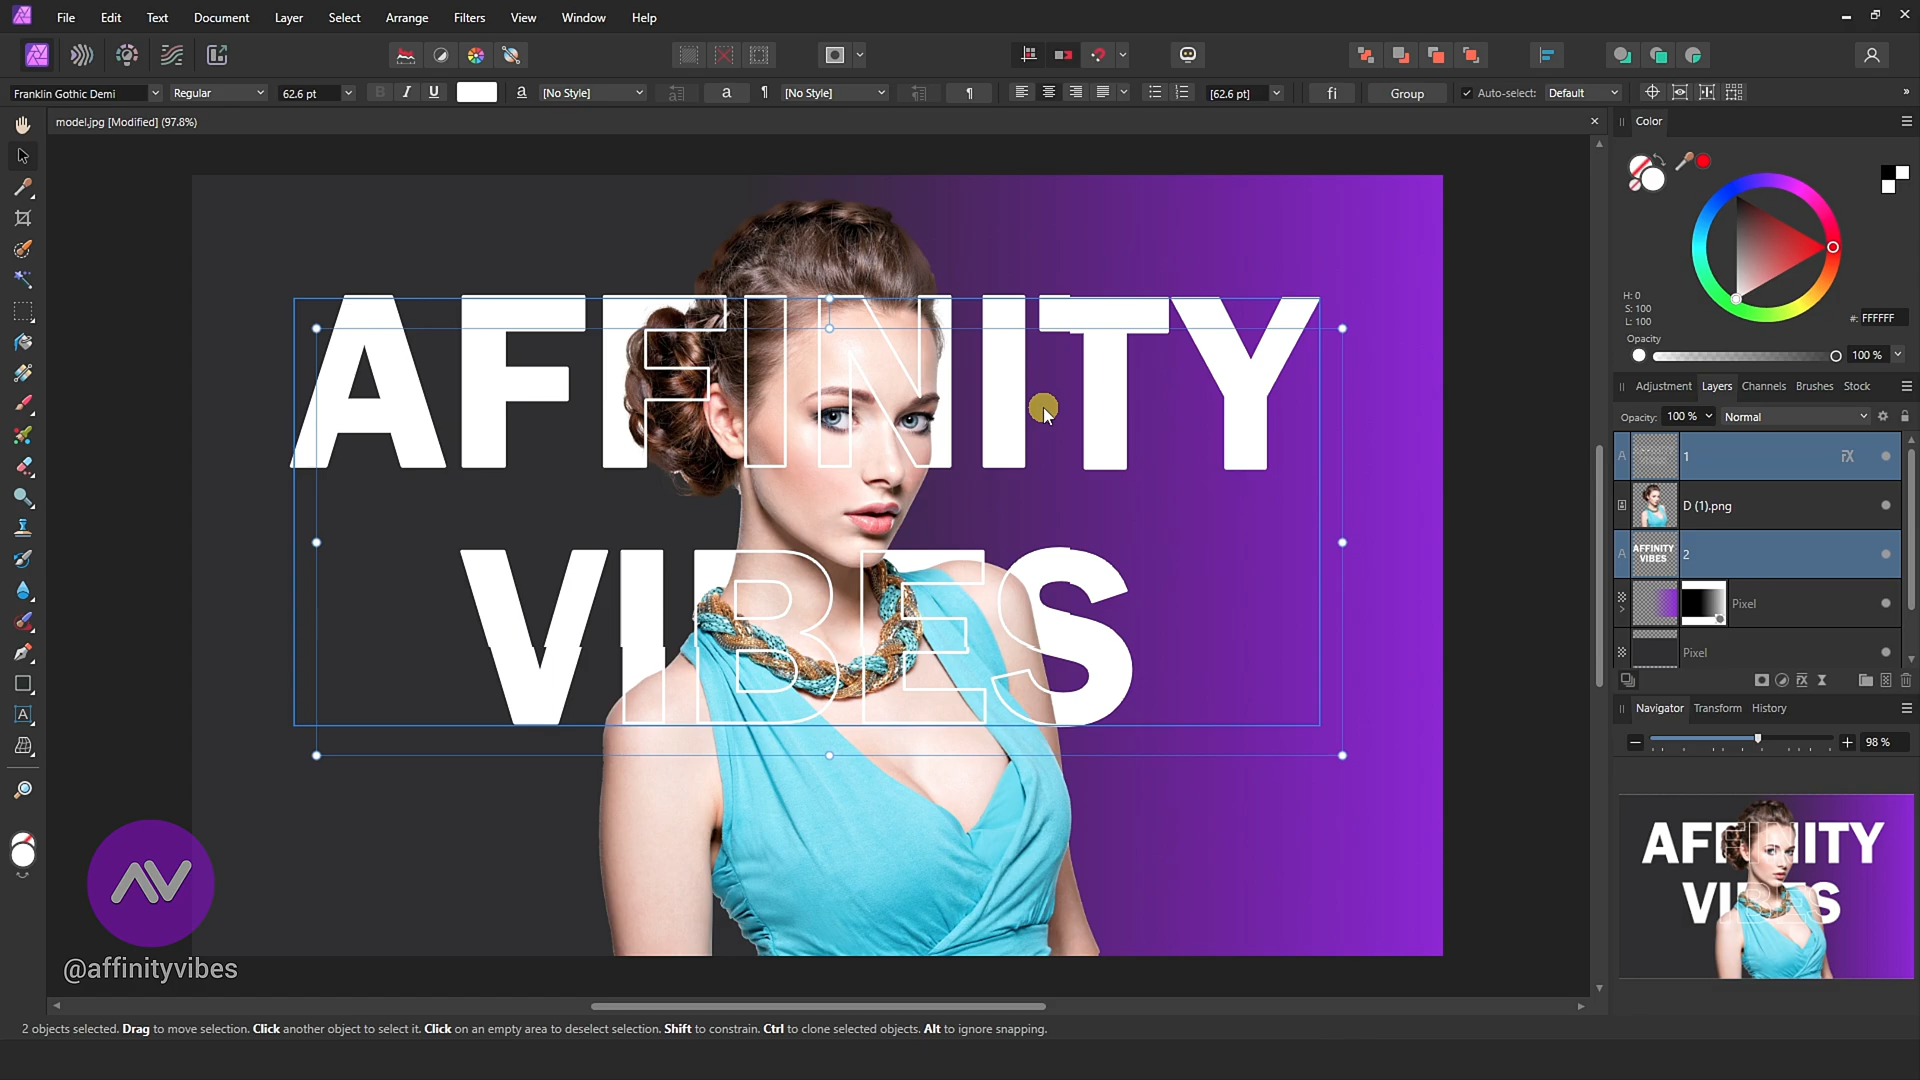 File Edit Text Document Layer Select Arrange Filters View Window Help
Franklin Gothic Demi Regular 62.6 pt B I U a [No Style] a ¶ [No Style] ¶ [62.6 pt] fi Group Auto-select: Default »
model.jpg [Modified] (97.8%)
Color
H: 0
S: 100
L: 100
#: FFFFFF
Opacity
100 %
Adjustment Layers Channels Brushes Stock
Opacity: 100 % Normal
A 1 FX
D (1).png
A AFFINITY VIBES 2
Pixel
Pixel
Navigator Transform History
98 %
AFFINITY
VIBES
AFFINITY
VIBES
AV
@affinityvibes
2 objects selected. Drag to move selection. Click another object to select it. Click on an empty area to deselect selection. Shift to constrain. Ctrl to clone selected objects. Alt to ignore snapping.